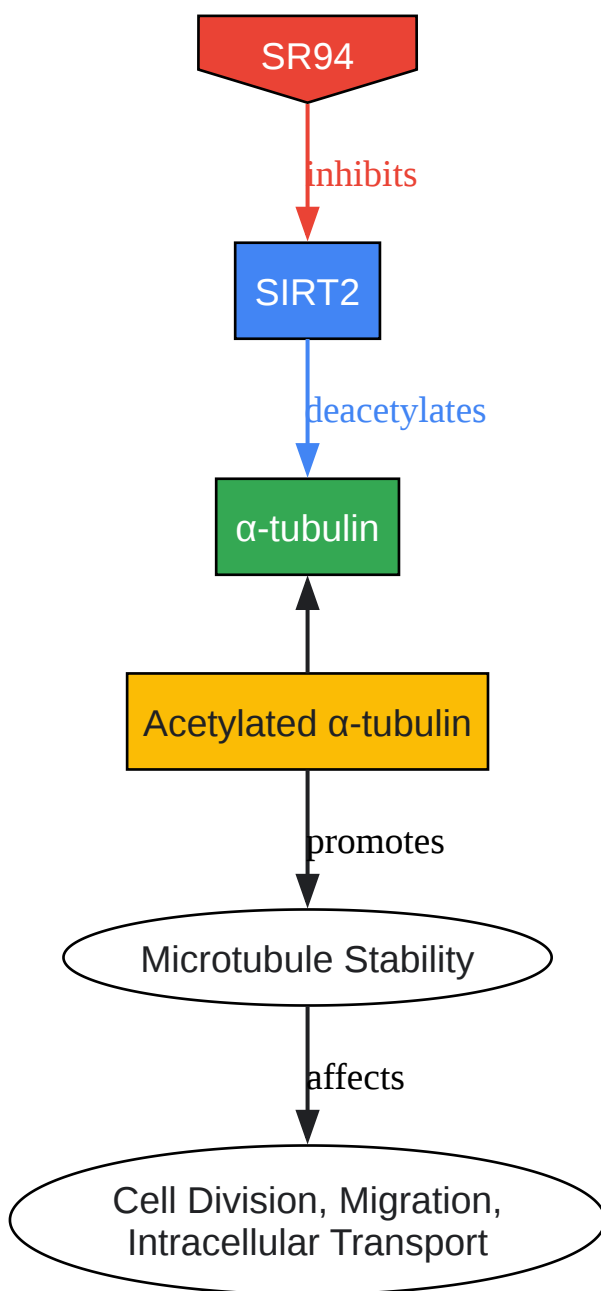 SR94
inhibits
SIRT2
deacetylates
α-tubulin
Acetylated α-tubulin
promotes
Microtubule Stability
affects
Cell Division, Migration,
Intracellular Transport